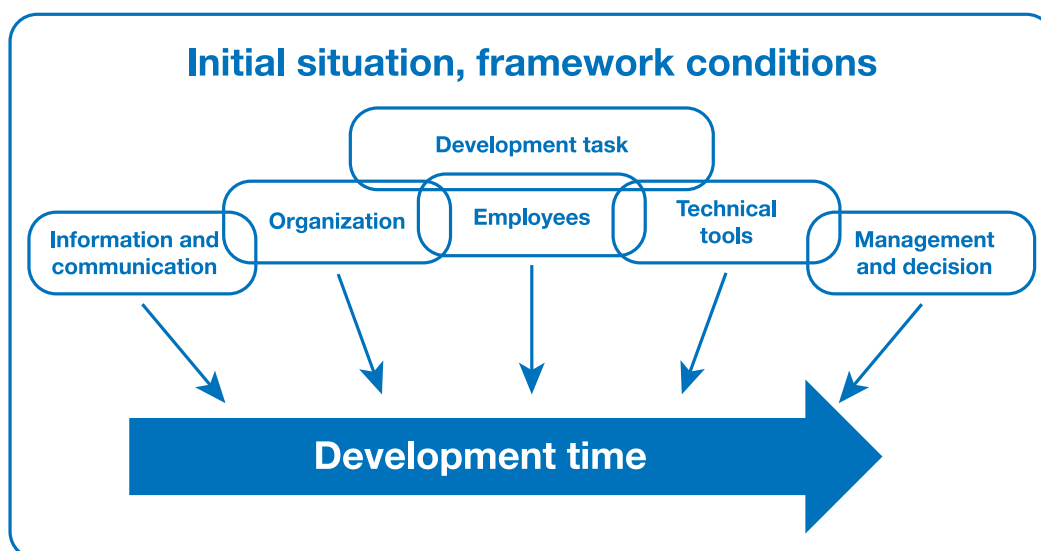 Initial situation, framework conditions
Development task
Organization
Employees
Technical
tools
Information and
communication
Management
and decision
Development time